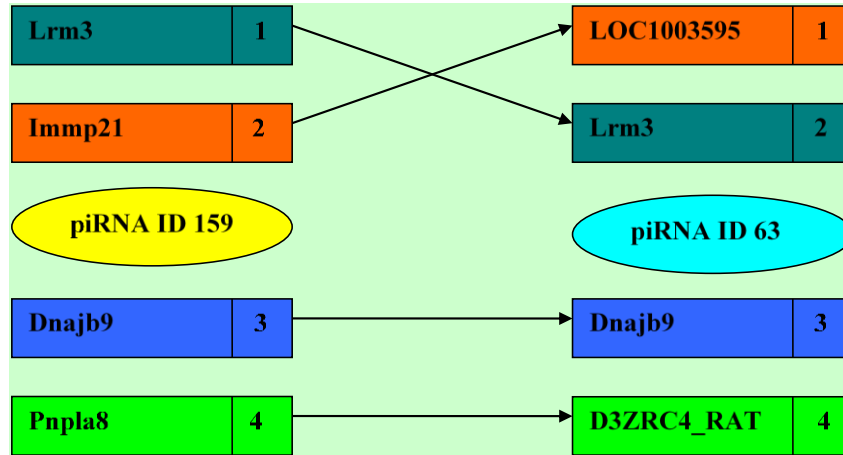 Lrm3 1
LOC1003595 1
Immp21 2
Lrm3 2
piRNA ID 159
piRNA ID 63
Dnajb9 3
Dnajb9 3
Pnpla8 4
D3ZRC4_RAT 4